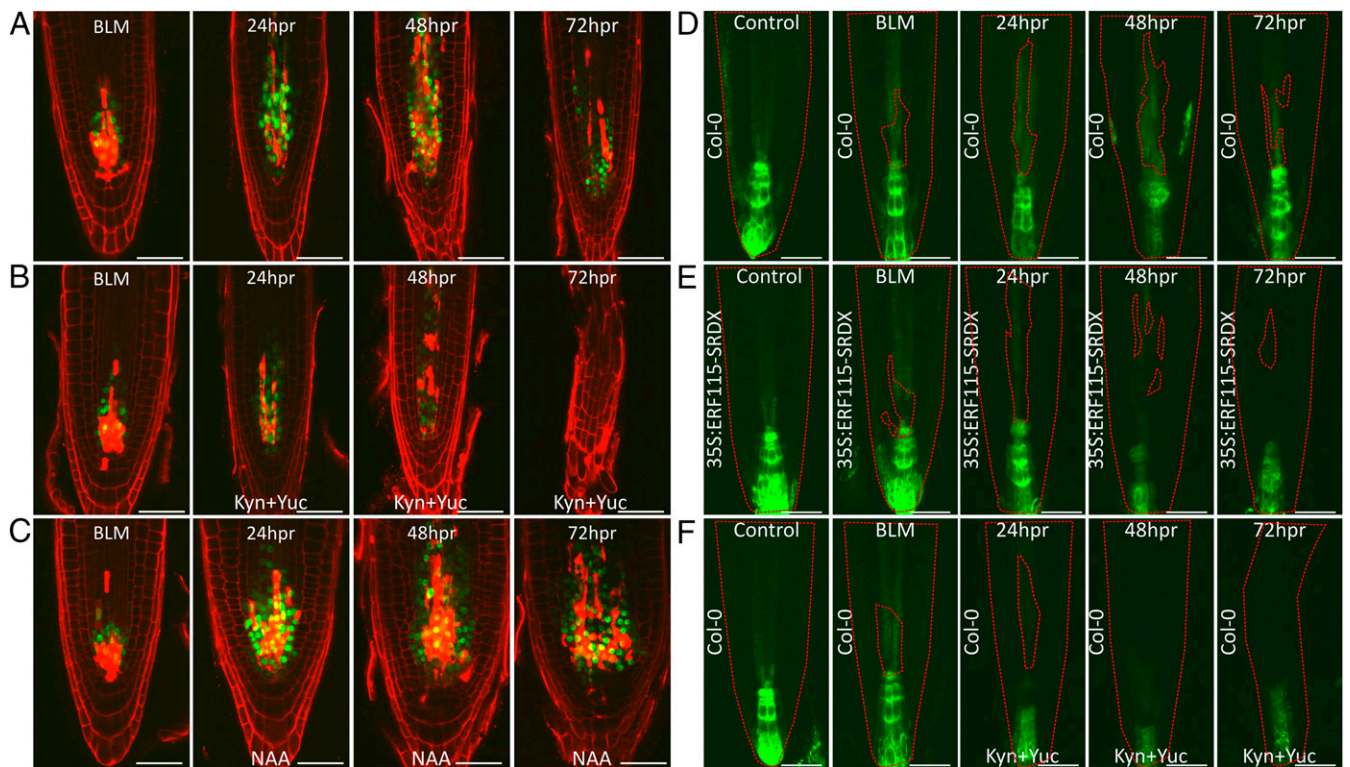 A BLM 24hpr 48hpr 72hpr
B BLM 24hpr 48hpr 72hpr
Kyn+Yuc Kyn+Yuc Kyn+Yuc
C BLM 24hpr 48hpr 72hpr
NAA NAA NAA
D Control BLM 24hpr 48hpr 72hpr
Col-0 Col-0 Col-0 Col-0 Col-0
E Control BLM 24hpr 48hpr 72hpr
35S:ERF115-SRDX 35S:ERF115-SRDX 35S:ERF115-SRDX 35S:ERF115-SRDX 35S:ERF115-SRDX
F Control BLM 24hpr 48hpr 72hpr
Col-0 Col-0 Col-0 Col-0 Col-0
Kyn+Yuc Kyn+Yuc Kyn+Yuc